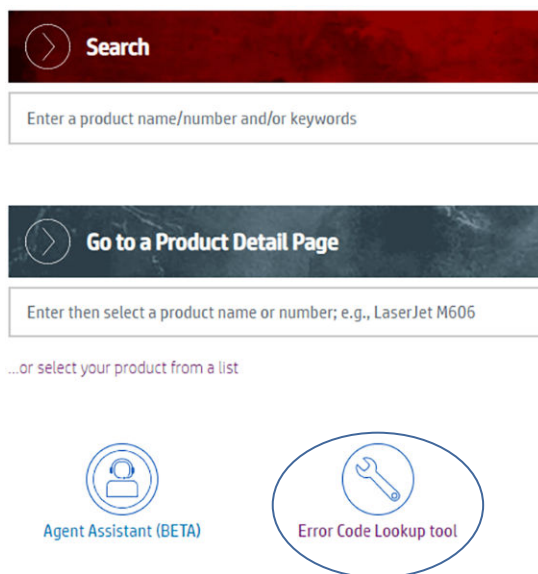 Search
Enter a product name/number and/or keywords
Go to a Product Detail Page
Enter then select a product name or number; e.g., LaserJet M606
...or select your product from a list
Agent Assistant (BETA)
Error Code Lookup tool